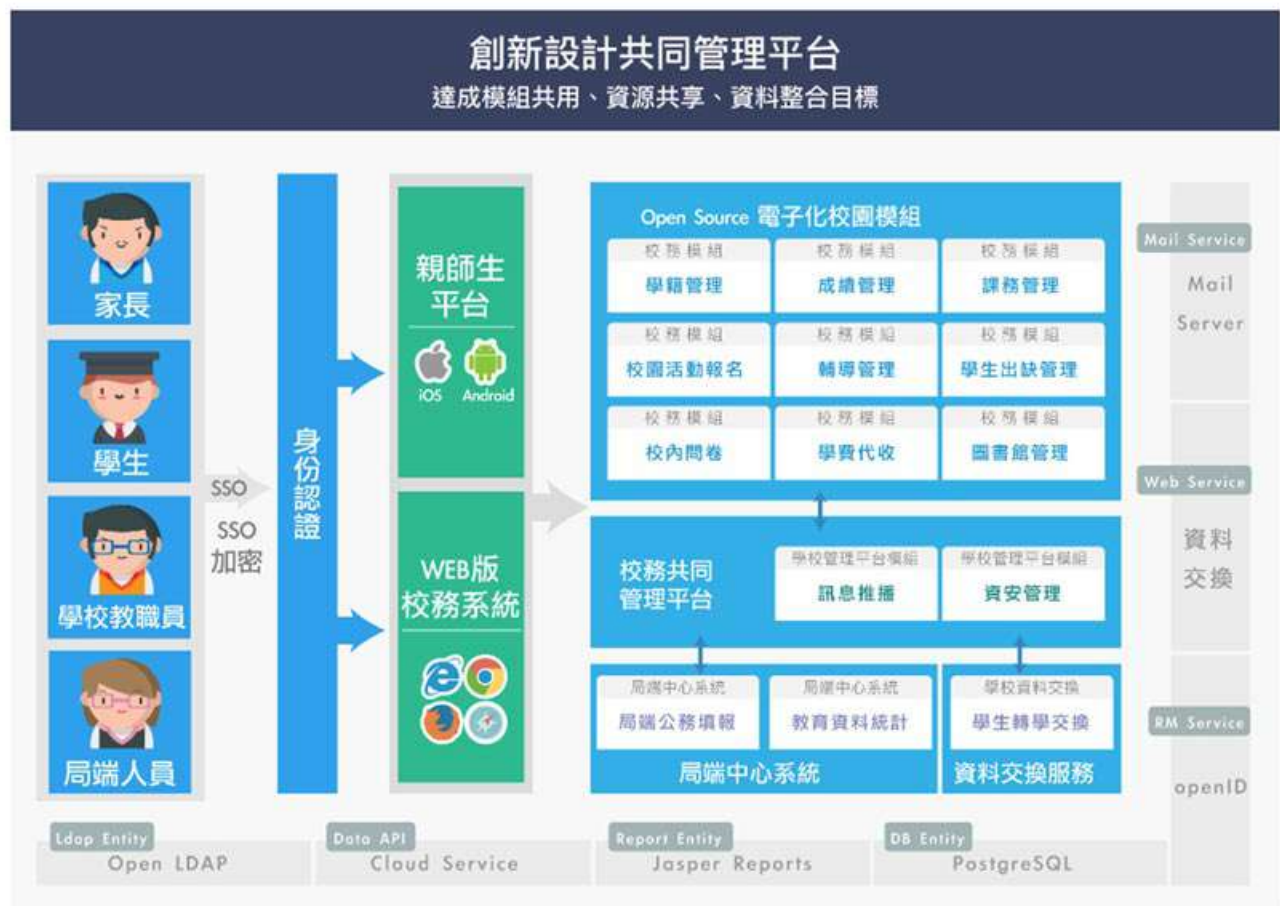 創新設計共同管理平台
達成模組共用、資源共享、資料整合目標
家長
學生
學校教職員
局端人員
SSO
SSO
加密
身份認證
親師生
平台
iOS
Android
WEB版
校務系統
Open Source 電子化校園模組
校務模組
學籍管理
校務模組
成績管理
校務模組
課務管理
校務模組
校園活動報名
校務模組
輔導管理
校務模組
學生出缺管理
校務模組
校內問卷
校務模組
學費代收
校務模組
圖書館管理
校務共同
管理平台
學校管理平台模組
訊息推播
學校管理平台模組
資安管理
局端中心系統
局端公務填報
局端中心系統
教育資料統計
學校資料交換
學生轉學交換
局端中心系統
資料交換服務
Mail Service
Mail
Server
Web Service
資料
交換
RM Service
openID
Ldap Entity
Open LDAP
Data API
Cloud Service
Report Entity
Jasper Reports
DB Entity
PostgreSQL